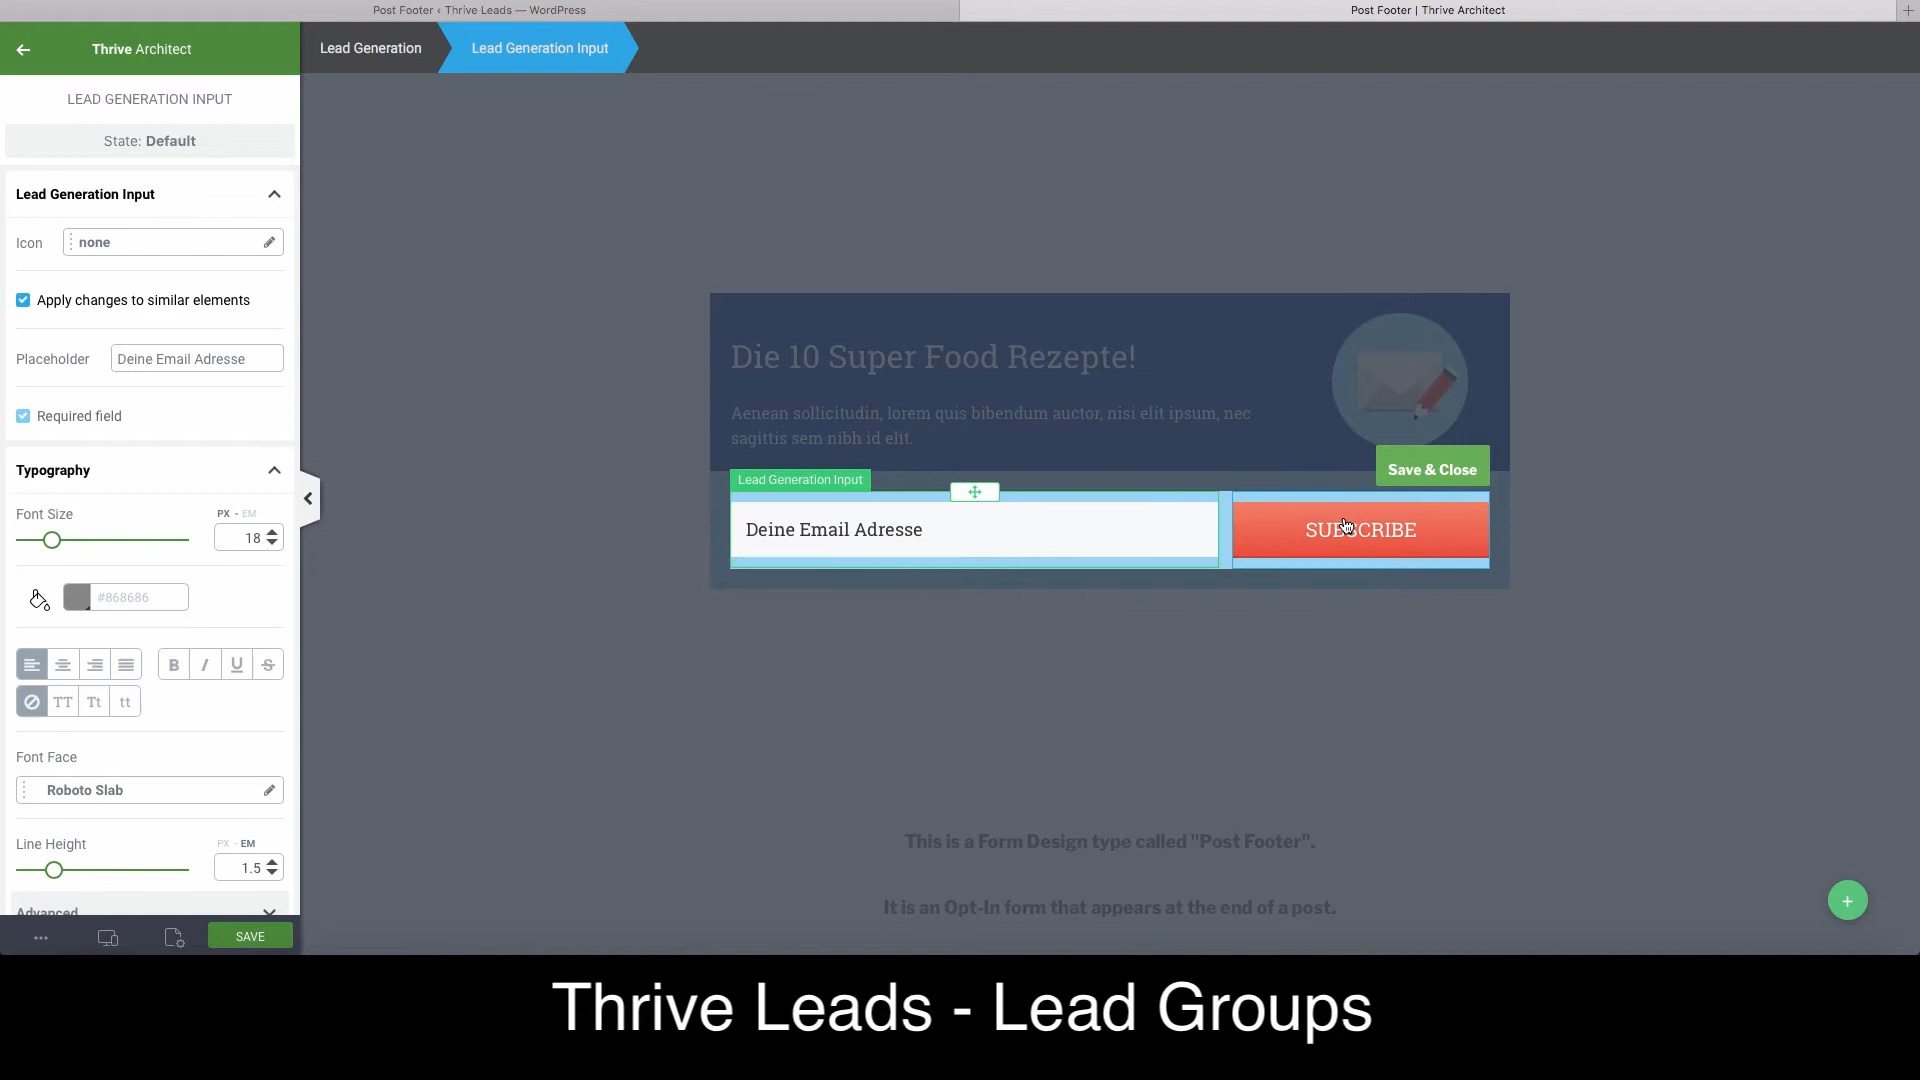 Post Footer ‹ Thrive Leads — WordPress
Post Footer | Thrive Architect
Thrive Architect
Lead Generation
Lead Generation Input
LEAD GENERATION INPUT
State: Default
Lead Generation Input
Icon
none
Apply changes to similar elements
Placeholder
Deine Email Adresse
Required field
Typography
Font Size
PX - EM
18
#868686
B I U S
TT Tt tt
Font Face
Roboto Slab
Line Height
PX - EM
1.5
Advanced
SAVE
Die 10 Super Food Rezepte!
Aenean sollicitudin, lorem quis bibendum auctor, nisi elit ipsum, nec
sagittis sem nibh id elit.
Save & Close
Lead Generation Input
Deine Email Adresse
SUBSCRIBE
This is a Form Design type called "Post Footer".
It is an Opt-In form that appears at the end of a post.
Thrive Leads - Lead Groups